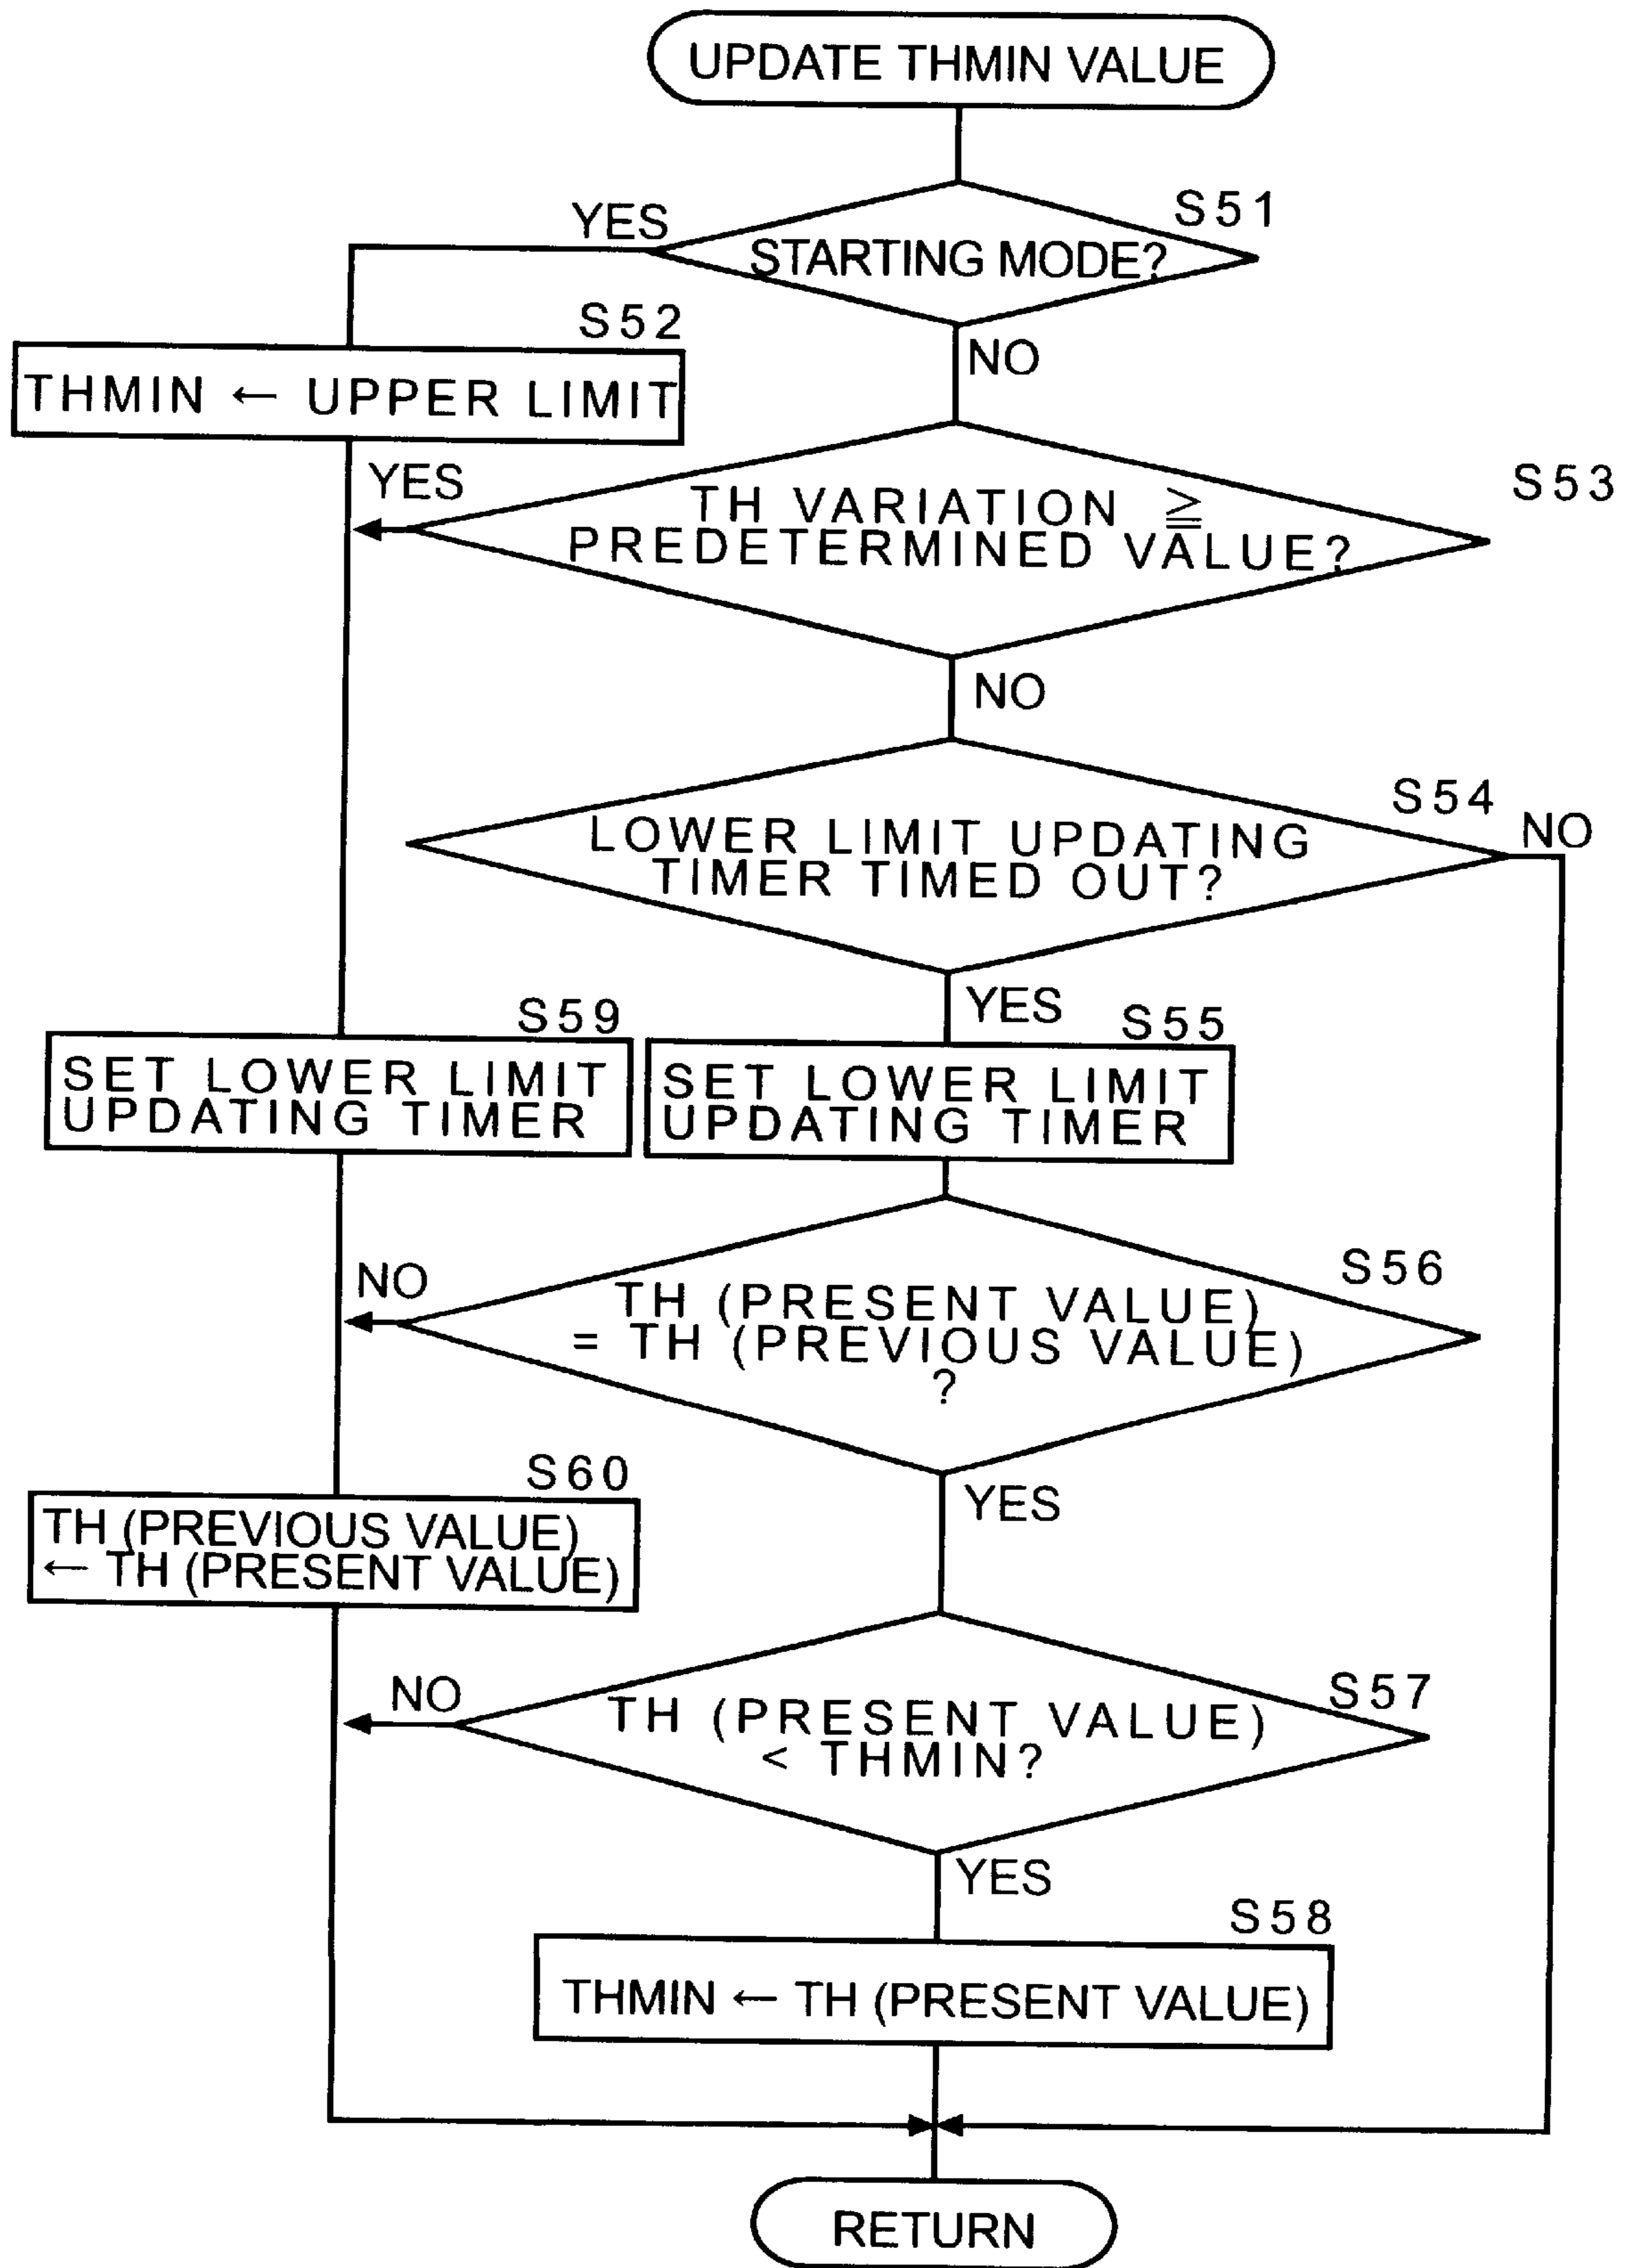 UPDATE THMIN VALUE
S51
YES
STARTING MODE?
S52
NO
THMIN ← UPPER LIMIT
YES
S53
TH VARIATION ≧
PREDETERMINED VALUE?
NO
S54
NO
LOWER LIMIT UPDATING
TIMER TIMED OUT?
YES
S59
S55
SET LOWER LIMIT
UPDATING TIMER
SET LOWER LIMIT
UPDATING TIMER
S56
NO
TH (PRESENT VALUE)
= TH (PREVIOUS VALUE)
?
S60
YES
TH (PREVIOUS VALUE)
← TH (PRESENT VALUE)
S57
NO
TH (PRESENT VALUE)
< THMIN?
YES
S58
THMIN ← TH (PRESENT VALUE)
RETURN